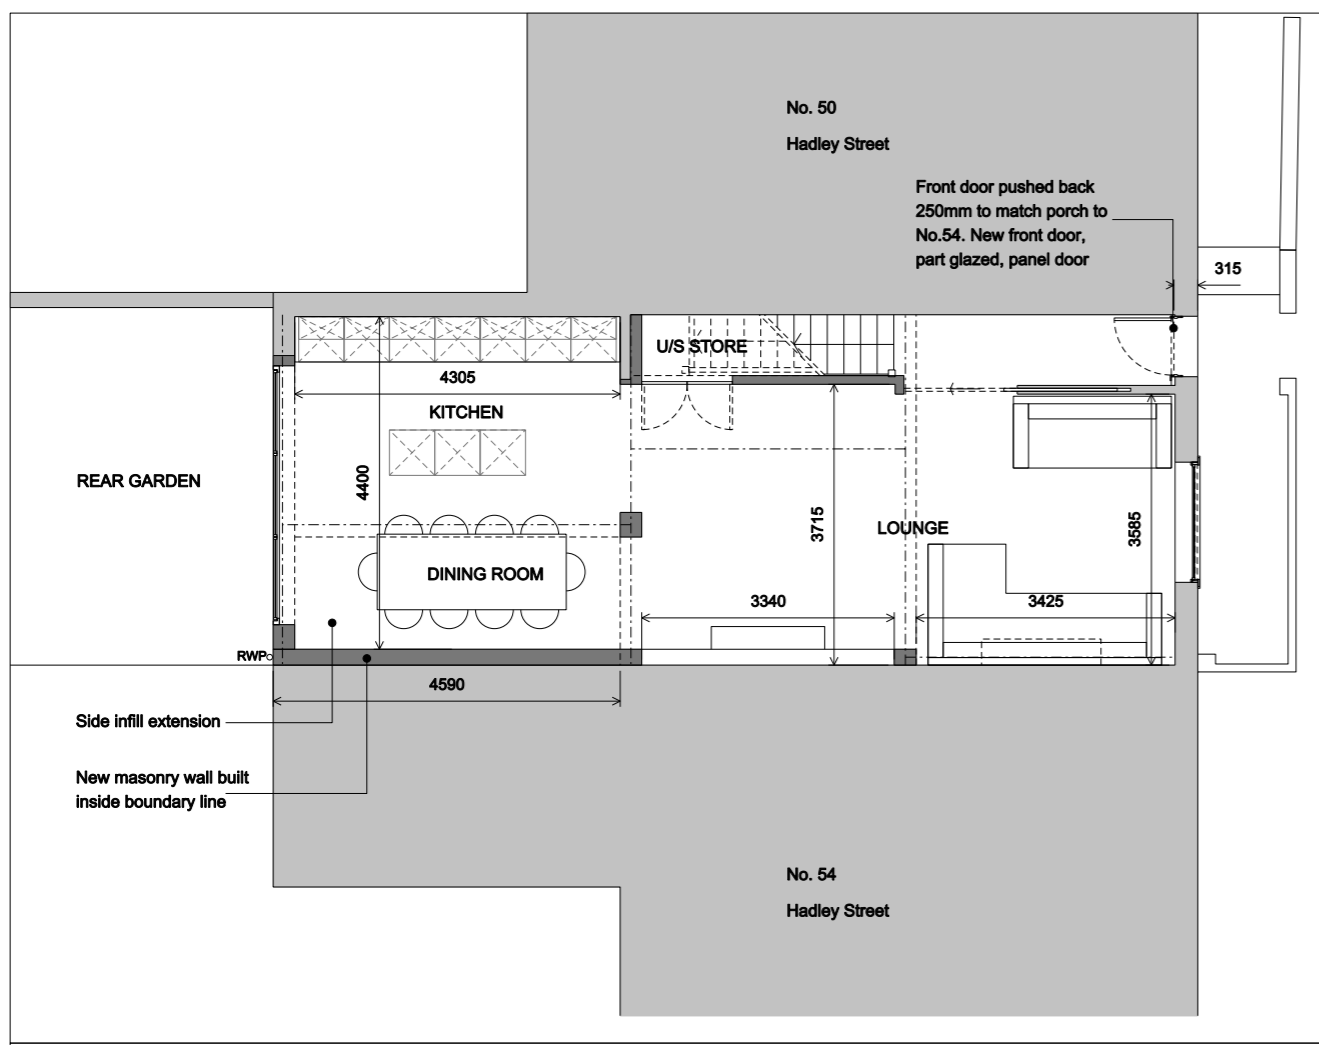 No. 50
Hadley Street
Front door pushed back
250mm to match porch to
No.54. New front door,
part glazed, panel door
315
U/S STORE
4305
KITCHEN
REAR GARDEN
4400
3715
LOUNGE
3585
DINING ROOM
3340
3425
RWP
4590
Side infill extension
New masonry wall built
inside boundary line
No. 54
Hadley Street